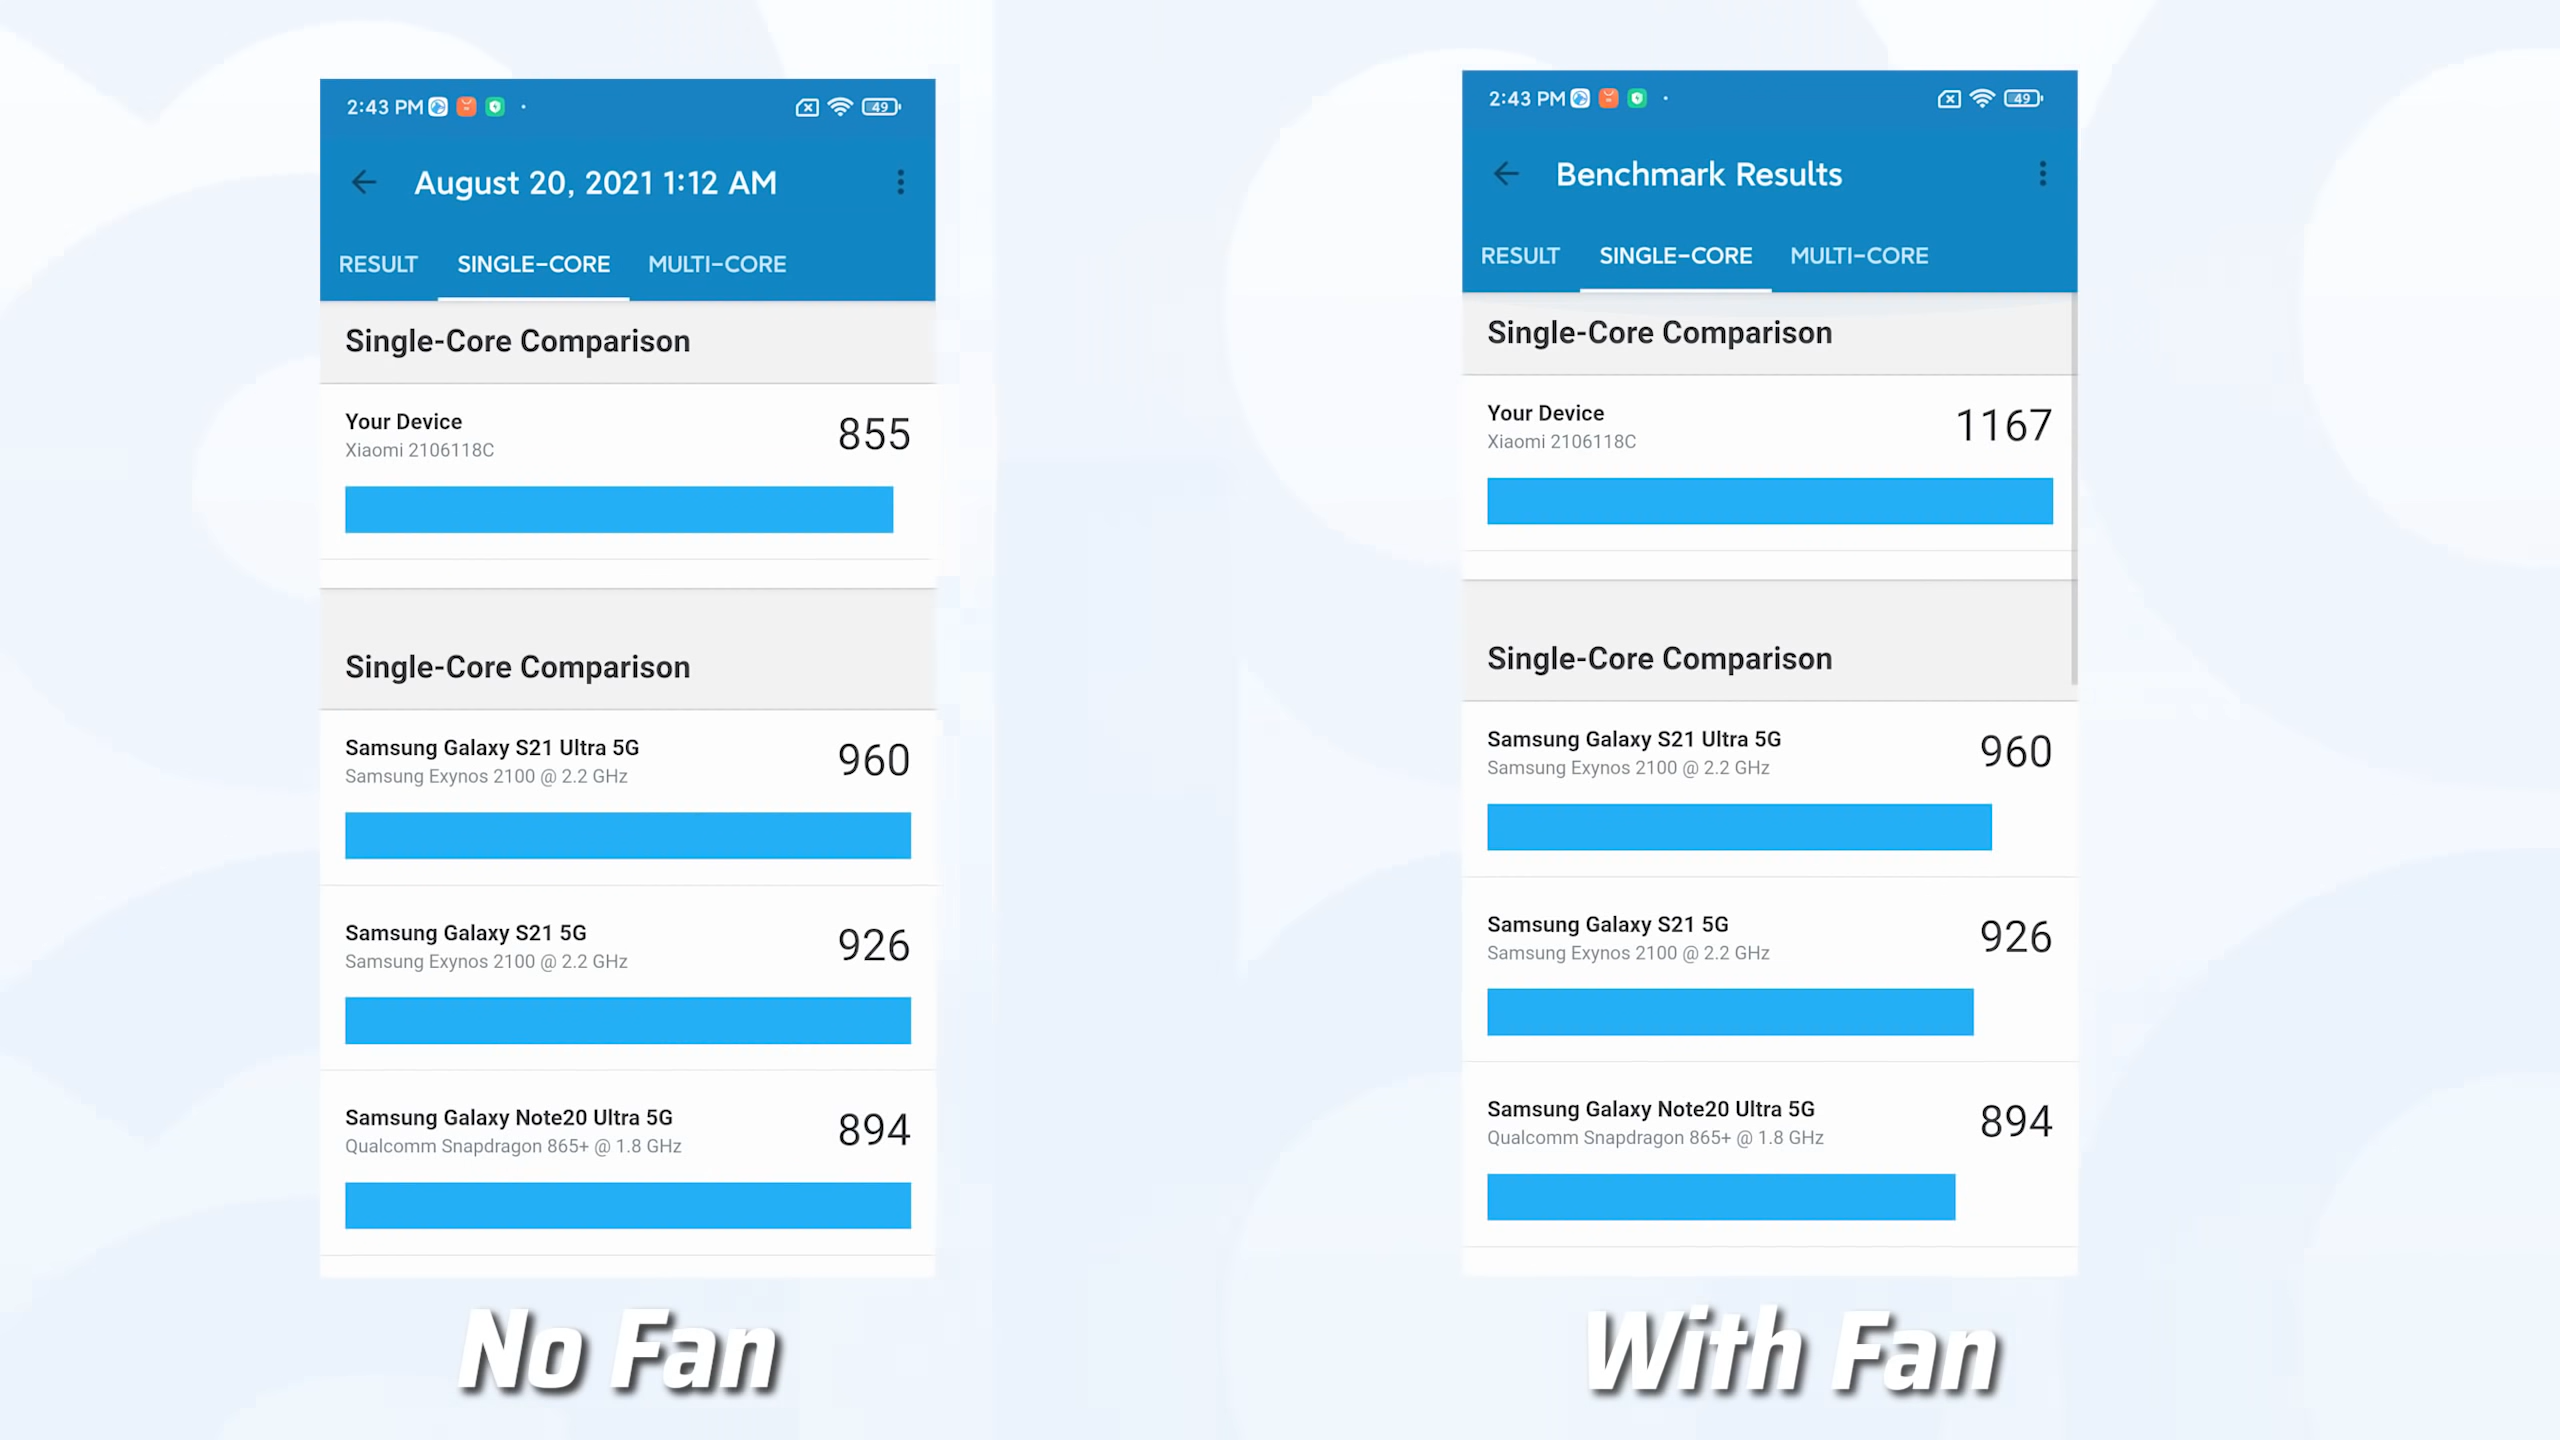 2:43 PM
49
August 20, 2021 1:12 AM
RESULT SINGLE-CORE MULTI-CORE
Single-Core Comparison
Your Device
855
Xiaomi 2106118C
Single-Core Comparison
Samsung Galaxy S21 Ultra 5G
960
Samsung Exynos 2100 @ 2.2 GHz
Samsung Galaxy S21 5G
926
Samsung Exynos 2100 @ 2.2 GHz
Samsung Galaxy Note20 Ultra 5G
894
Qualcomm Snapdragon 865+ @ 1.8 GHz
No Fan
2:43 PM
49
Benchmark Results
RESULT SINGLE-CORE MULTI-CORE
Single-Core Comparison
Your Device
1167
Xiaomi 2106118C
Single-Core Comparison
Samsung Galaxy S21 Ultra 5G
960
Samsung Exynos 2100 @ 2.2 GHz
Samsung Galaxy S21 5G
926
Samsung Exynos 2100 @ 2.2 GHz
Samsung Galaxy Note20 Ultra 5G
894
Qualcomm Snapdragon 865+ @ 1.8 GHz
With Fan